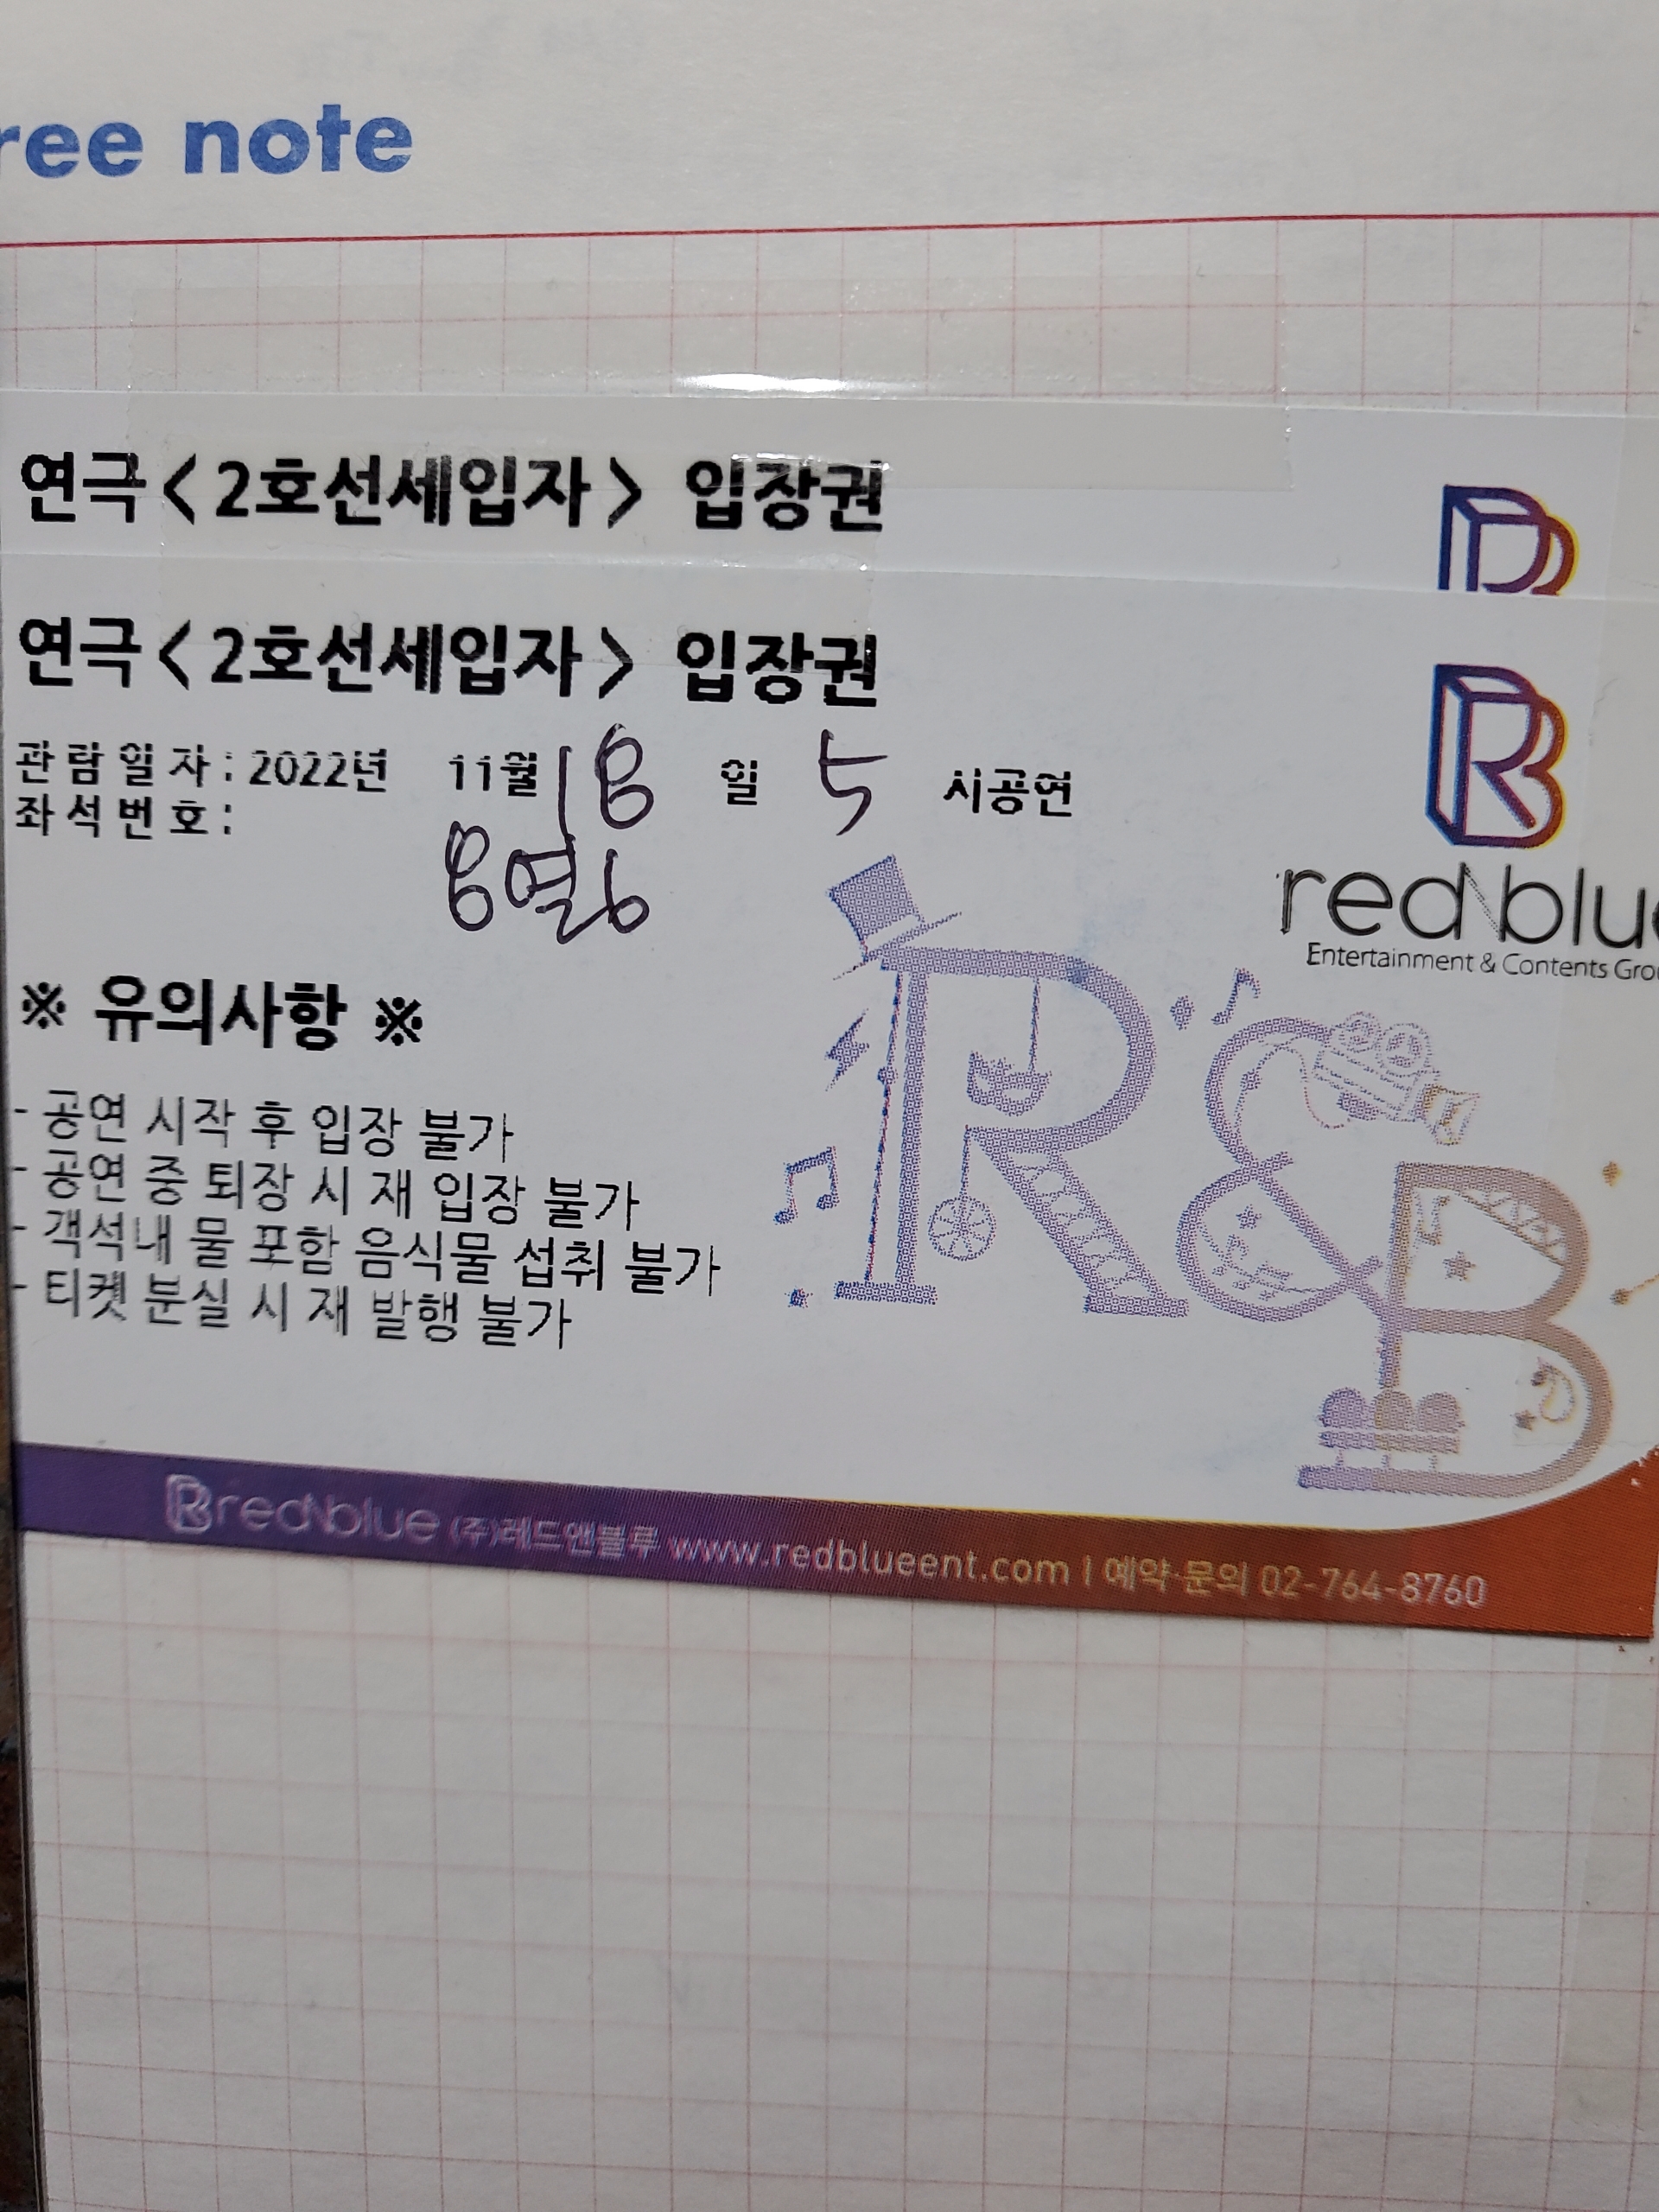 ree note
연극<2호선세입자> 입장권
연극<2호선세입자> 입장권
관람일자: 2022년 11월 18일 5시공연
좌석번호:
8열6
redNblue
Entertainment & Contents Gro
※ 유의사항 ※
- 공연 시작 후 입장 불가
- 공연 중 퇴장 시 재 입장 불가
- 객석내 물 포함 음식물 섭취 불가
- 티켓 분실 시 재 발행 불가
R&B
redNblue (주)레드앤블루 www.redblueent.com | 예약·문의 02-764-8760